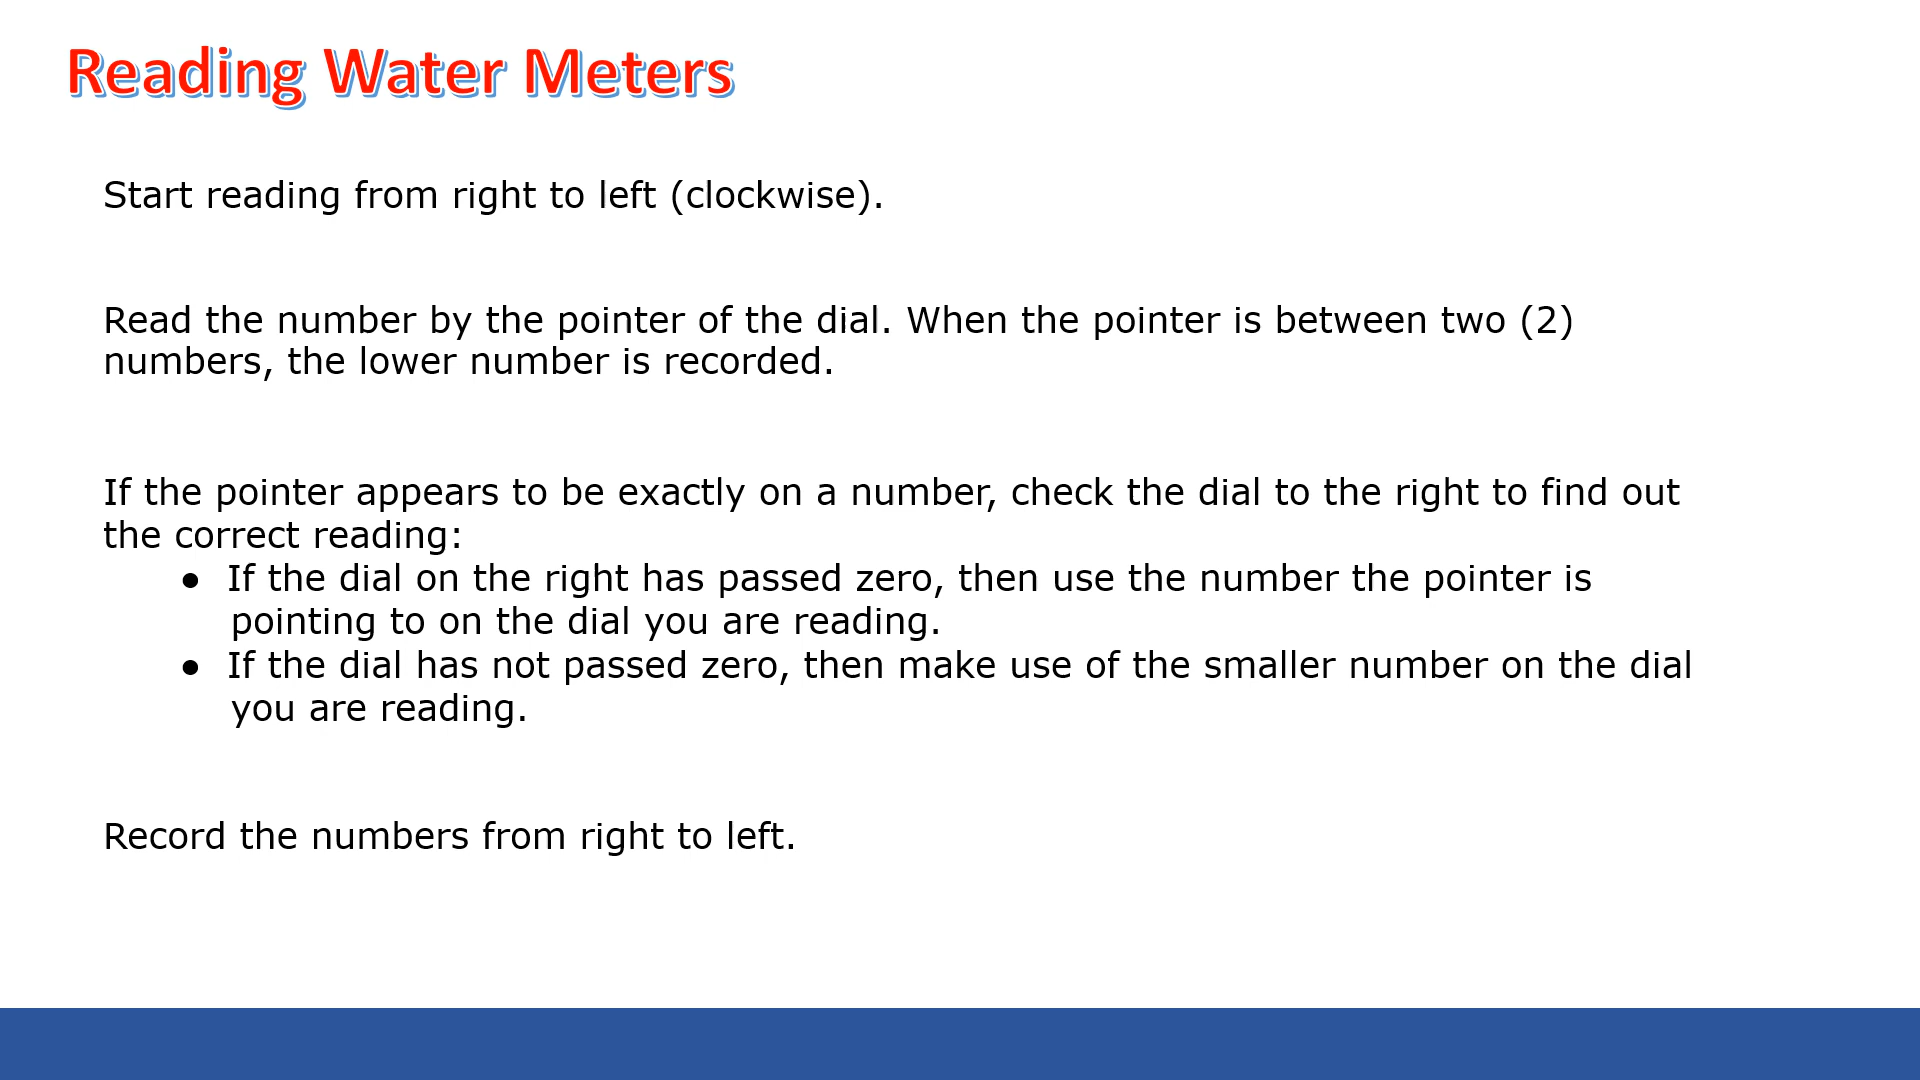 Reading Water Meters
Start reading from right to left (clockwise).
Read the number by the pointer of the dial. When the pointer is between two (2)
numbers, the lower number is recorded.
If the pointer appears to be exactly on a number, check the dial to the right to find out
the correct reading:
● If the dial on the right has passed zero, then use the number the pointer is
pointing to on the dial you are reading.
● If the dial has not passed zero, then make use of the smaller number on the dial
you are reading.
Record the numbers from right to left.